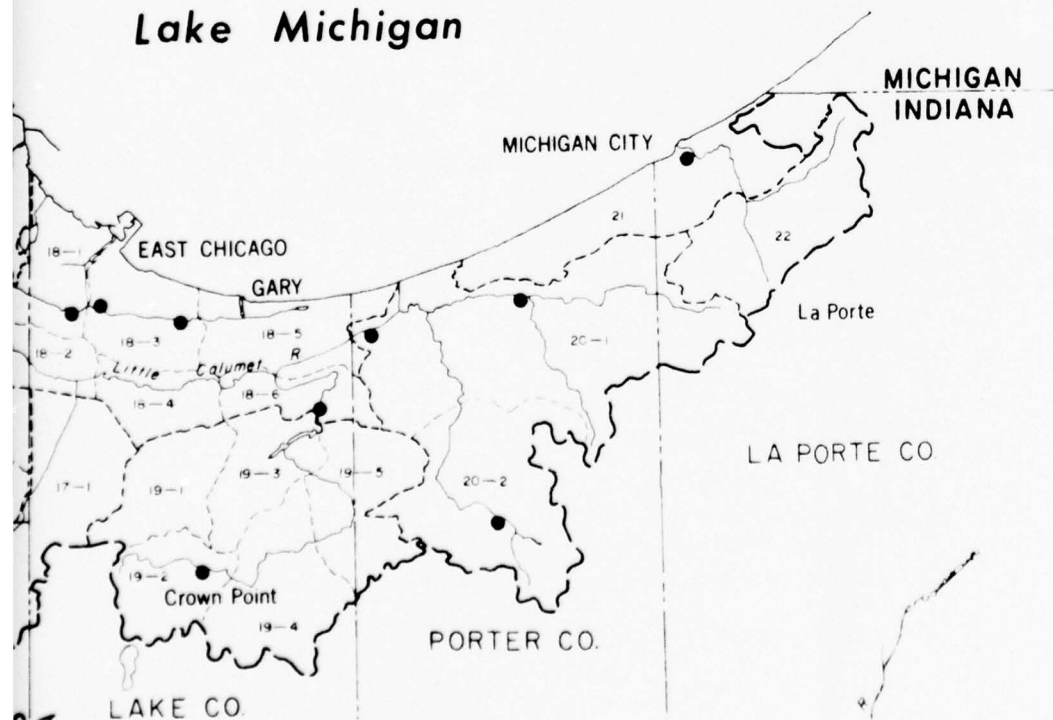 Lake Michigan
MICHIGAN
INDIANA
MICHIGAN CITY
21
22
18-1
EAST CHICAGO
GARY
La Porte
18-2
18-3
18-5
20-1
Little Calumet R
18-4
18-6
LA PORTE CO.
17-1
19-1
19-3
19-5
20-2
19-2
Crown Point
19-4
PORTER CO.
LAKE CO.
R